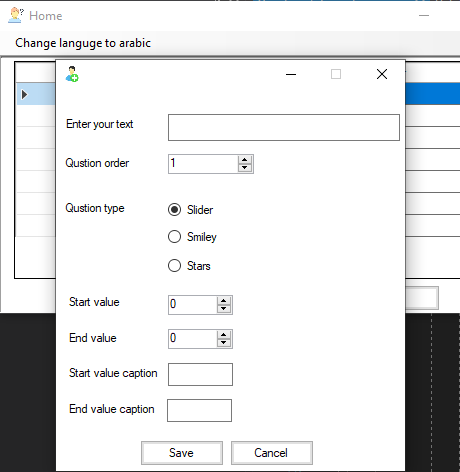 Home
Change languge to arabic
Enter your text
Qustion order
1
Qustion type
Slider
Smiley
Stars
Start value
0
End value
0
Start value caption
End value caption
Save
Cancel